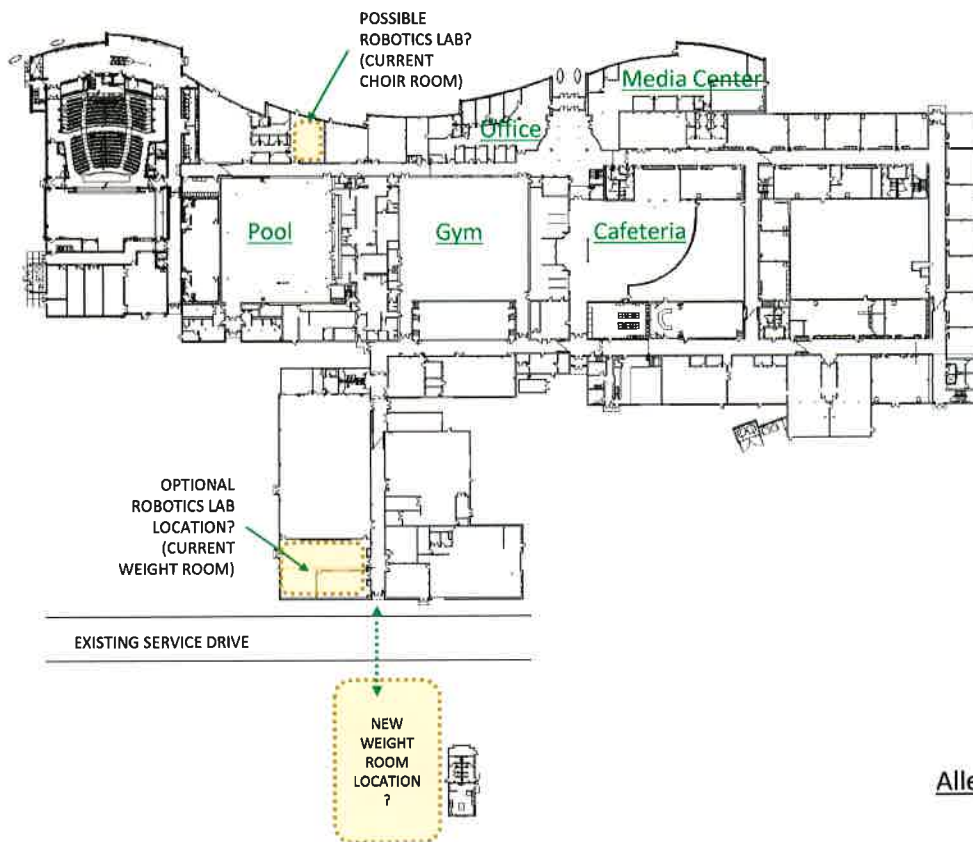 POSSIBLE
ROBOTICS LAB?
(CURRENT
CHOIR ROOM)
Media Center
Office
Pool
Gym
Cafeteria
OPTIONAL
ROBOTICS LAB
LOCATION?
(CURRENT
WEIGHT ROOM)
EXISTING SERVICE DRIVE
NEW
WEIGHT
ROOM
LOCATION
?
Alle